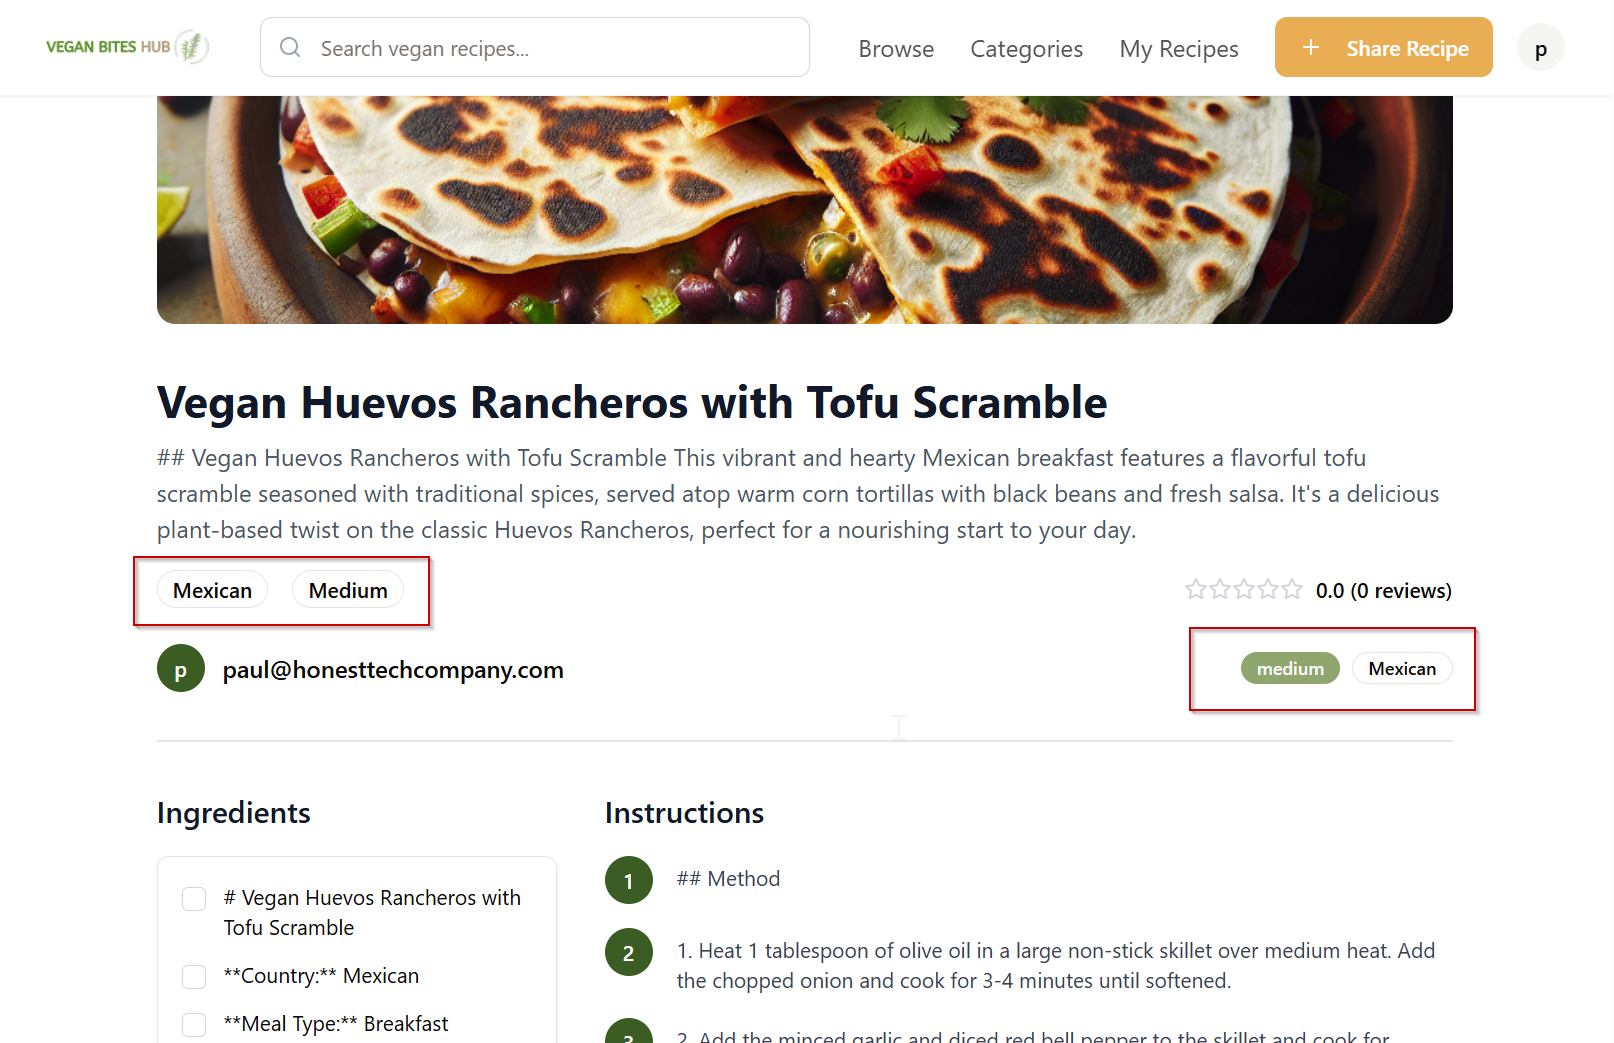 VEGAN BITES HUB
Search vegan recipes...
Browse
Categories
My Recipes
+ Share Recipe
p
Vegan Huevos Rancheros with Tofu Scramble
## Vegan Huevos Rancheros with Tofu Scramble This vibrant and hearty Mexican breakfast features a flavorful tofu
scramble seasoned with traditional spices, served atop warm corn tortillas with black beans and fresh salsa. It's a delicious
plant-based twist on the classic Huevos Rancheros, perfect for a nourishing start to your day.
Mexican
Medium
0.0 (0 reviews)
p
paul@honesttechcompany.com
medium
Mexican
Ingredients
# Vegan Huevos Rancheros with
Tofu Scramble
**Country:** Mexican
**Meal Type:** Breakfast
Instructions
1
## Method
2
1. Heat 1 tablespoon of olive oil in a large non-stick skillet over medium heat. Add
the chopped onion and cook for 3-4 minutes until softened.
3
2. Add the minced garlic and diced red bell pepper to the skillet and cook for